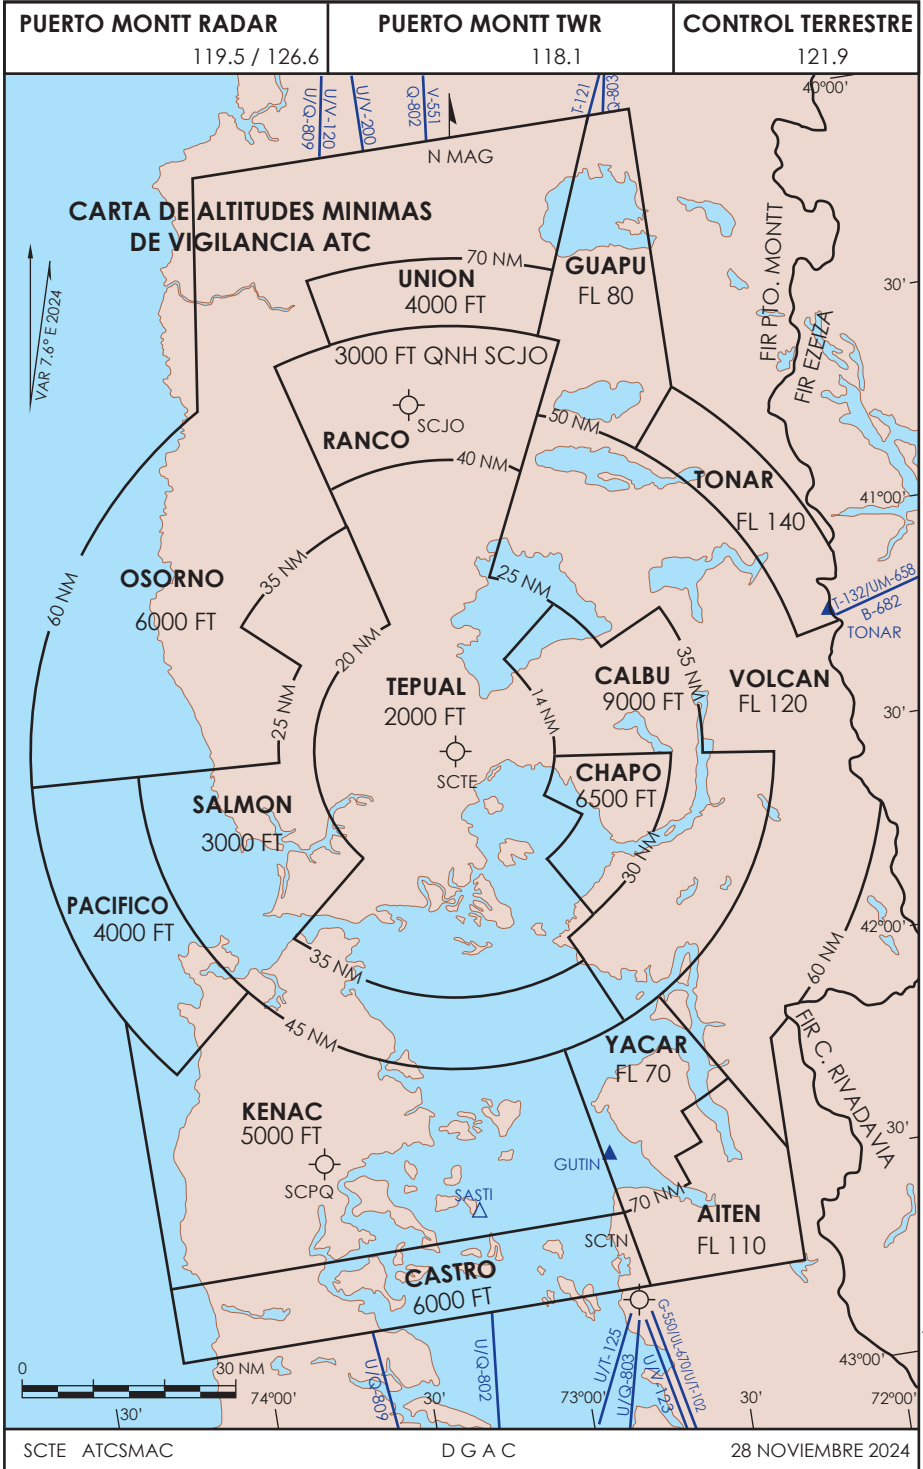 PUERTO MONTT RADAR
119.5 / 126.6
PUERTO MONTT TWR
118.1
CONTROL TERRESTRE
121.9
U/Q-809
U/V-120
U/V-200
Q-802
V-551
T-121
Q-803
40°00'
N MAG
CARTA DE ALTITUDES MINIMAS
DE VIGILANCIA ATC
VAR 7.6° E 2024
70 NM
UNION
4000 FT
GUAPU
FL 80
FIR PTO. MONTT
FIR EZEIZA
30'
3000 FT QNH SCJO
SCJO
RANCO
40 NM
50 NM
TONAR
FL 140
41°00'
OSORNO
6000 FT
60 NM
35 NM
20 NM
25 NM
25 NM
T-132/UM-658
B-682
TONAR
TEPUAL
2000 FT
14 NM
CALBU
9000 FT
35 NM
VOLCAN
FL 120
30'
SCTE
CHAPO
6500 FT
SALMON
3000 FT
30 NM
PACIFICO
4000 FT
42°00'
35 NM
60 NM
45 NM
FIR C. RIVADAVIA
YACAR
FL 70
KENAC
5000 FT
30'
SCPQ
GUTIN
SASTI
70 NM
AITEN
FL 110
SCTN
CASTRO
6000 FT
G-550/UL-670/U/T-102
U/T-125
U/Q-803
U/V-123
U/Q-802
U/Q-809
43°00'
0
30 NM
30'
74°00'
30'
73°00'
30'
72°00'
SCTE ATCSMAC
D G A C
28 NOVIEMBRE 2024